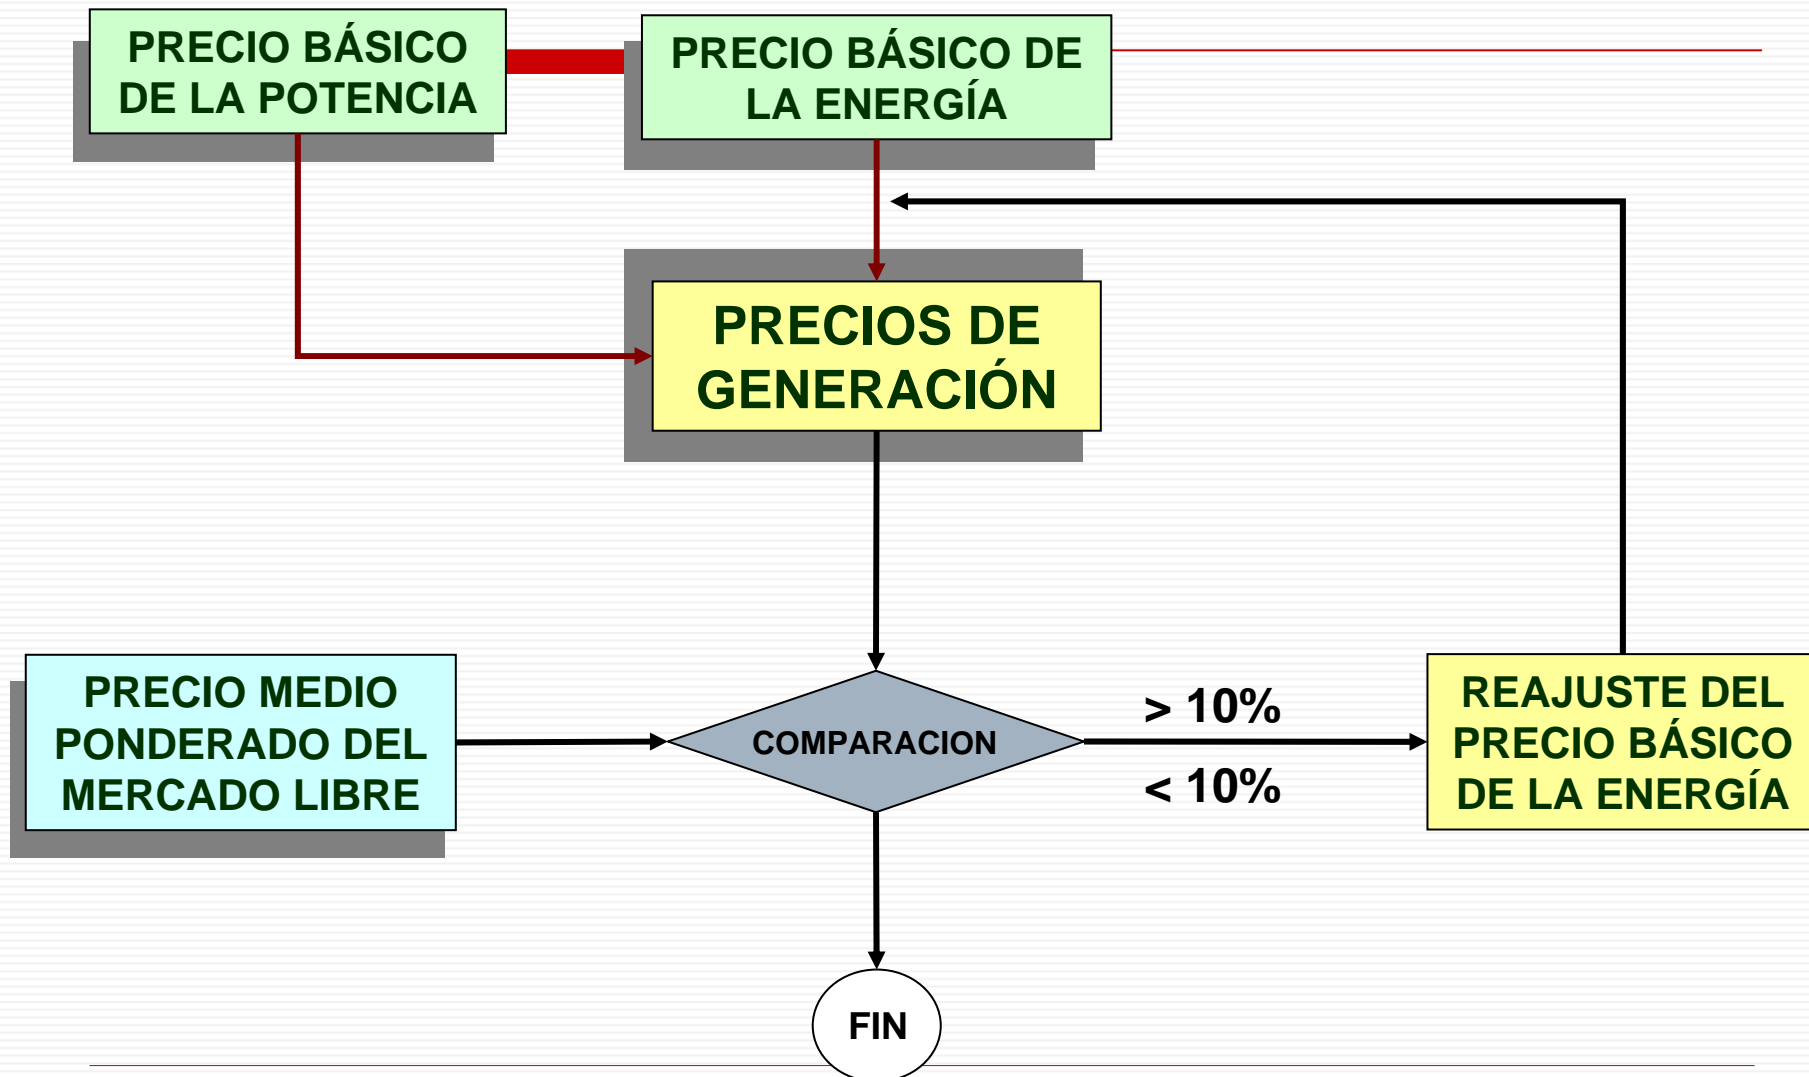 PRECIO BÁSICO
DE LA POTENCIA
PRECIO BÁSICO DE
LA ENERGÍA
PRECIOS DE
GENERACIÓN
PRECIO MEDIO
PONDERADO DEL
MERCADO LIBRE
COMPARACION
> 10%
< 10%
REAJUSTE DEL
PRECIO BÁSICO
DE LA ENERGÍA
FIN